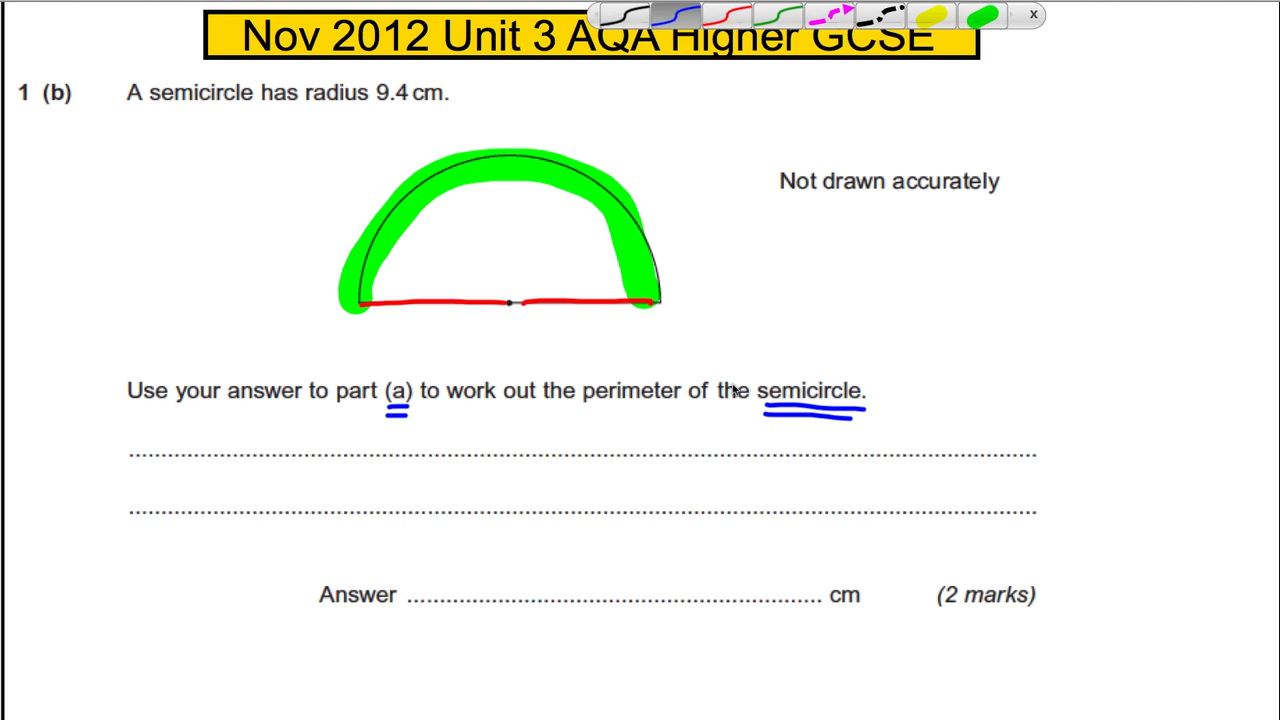 Nov 2012 Unit 3 AQA Higher GCSE
x
1 (b) A semicircle has radius 9.4 cm.
Not drawn accurately
Use your answer to part (a) to work out the perimeter of the semicircle.
Answer .............................................................. cm (2 marks)